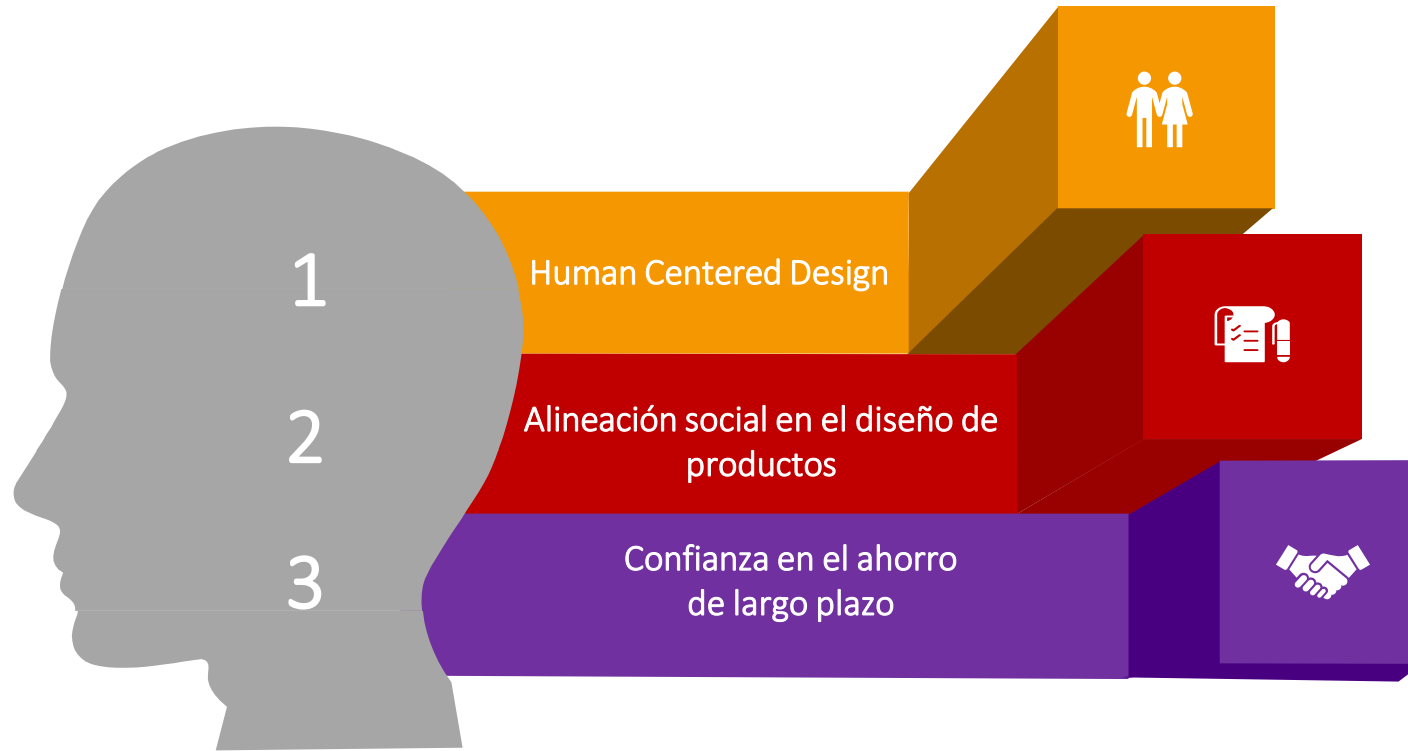 1
Human Centered Design
2
Alineación social en el diseño de
productos
3
Confianza en el ahorro
de largo plazo